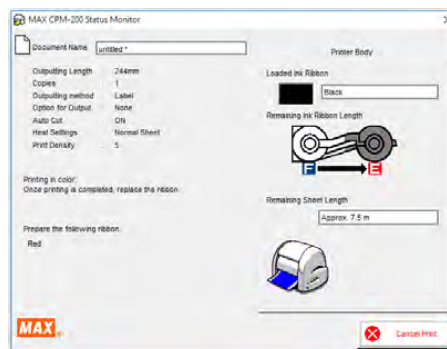 MAX CPM-200 Status Monitor
Document Name
untitled *
Outputting Length : 244mm
Copies : 1
Outputting method : Label
Option for Output : None
Auto Cut : ON
Heat Settings : Normal Sheet
Print Density : 5
Printing in color:
Once printing is completed, replace the ribbon.
Prepare the following ribbon.
Red
Printer Body
Loaded Ink Ribbon
Black
Remaining Ink Ribbon Length
F E
Remaining Sheet Length
Approx. 7.5 m
MAX
Cancel Print